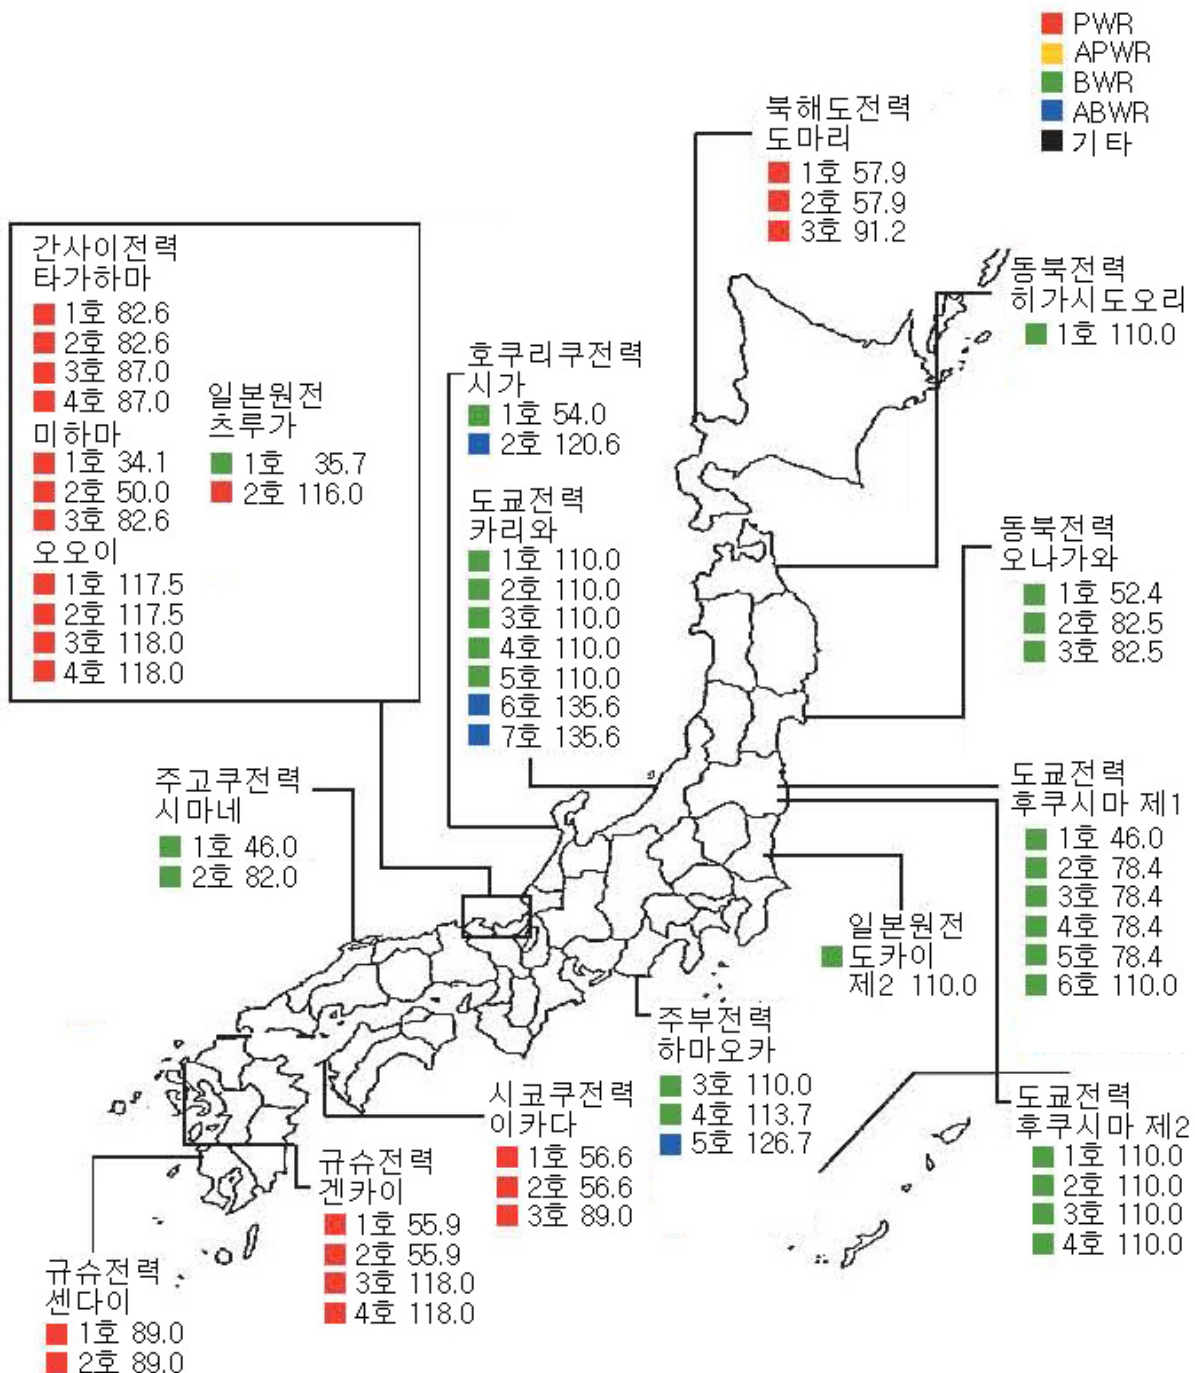 PWR
APWR
BWR
ABWR
기타
북해도전력
도마리
1호 57.9
2호 57.9
3호 91.2
동북전력
히가시도오리
1호 110.0
간사이전력
타가하마
1호 82.6
2호 82.6
3호 87.0
4호 87.0
미하마
1호 34.1
2호 50.0
3호 82.6
오오이
1호 117.5
2호 117.5
3호 118.0
4호 118.0
일본원전
츠루가
1호 35.7
2호 116.0
호쿠리쿠전력
시가
1호 54.0
2호 120.6
도쿄전력
카리와
1호 110.0
2호 110.0
3호 110.0
4호 110.0
5호 110.0
6호 135.6
7호 135.6
동북전력
오나가와
1호 52.4
2호 82.5
3호 82.5
주고쿠전력
시마네
1호 46.0
2호 82.0
도쿄전력
후쿠시마 제1
1호 46.0
2호 78.4
3호 78.4
4호 78.4
5호 78.4
6호 110.0
일본원전
도카이
제2 110.0
주부전력
하마오카
3호 110.0
4호 113.7
5호 126.7
시코쿠전력
이카다
1호 56.6
2호 56.6
3호 89.0
도쿄전력
후쿠시마 제2
1호 110.0
2호 110.0
3호 110.0
4호 110.0
규슈전력
겐카이
1호 55.9
2호 55.9
3호 118.0
4호 118.0
규슈전력
센다이
1호 89.0
2호 89.0